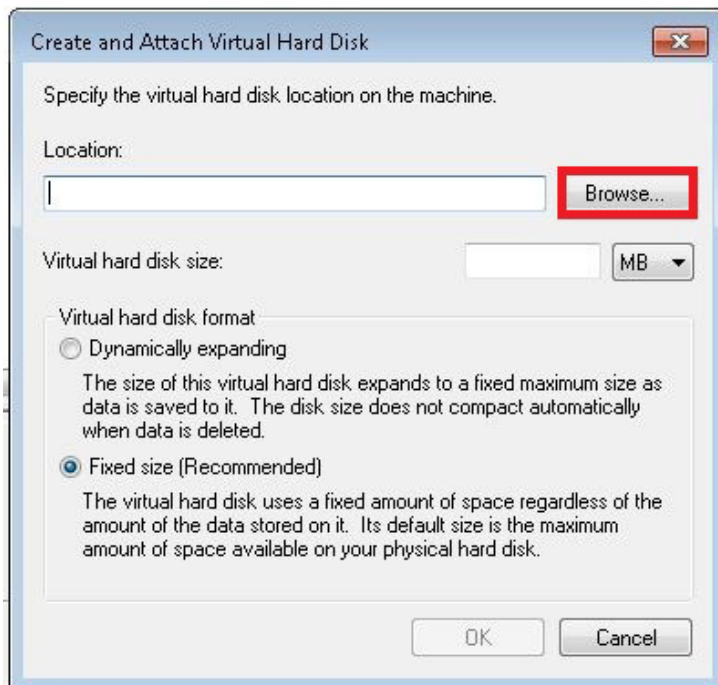 Create and Attach Virtual Hard Disk
Specify the virtual hard disk location on the machine.
Location:
Browse...
Virtual hard disk size:
MB
Virtual hard disk format
Dynamically expanding
The size of this virtual hard disk expands to a fixed maximum size as
data is saved to it.  The disk size does not compact automatically
when data is deleted.
Fixed size (Recommended)
The virtual hard disk uses a fixed amount of space regardless of the
amount of the data stored on it.  Its default size is the maximum
amount of space available on your physical hard disk.
OK
Cancel